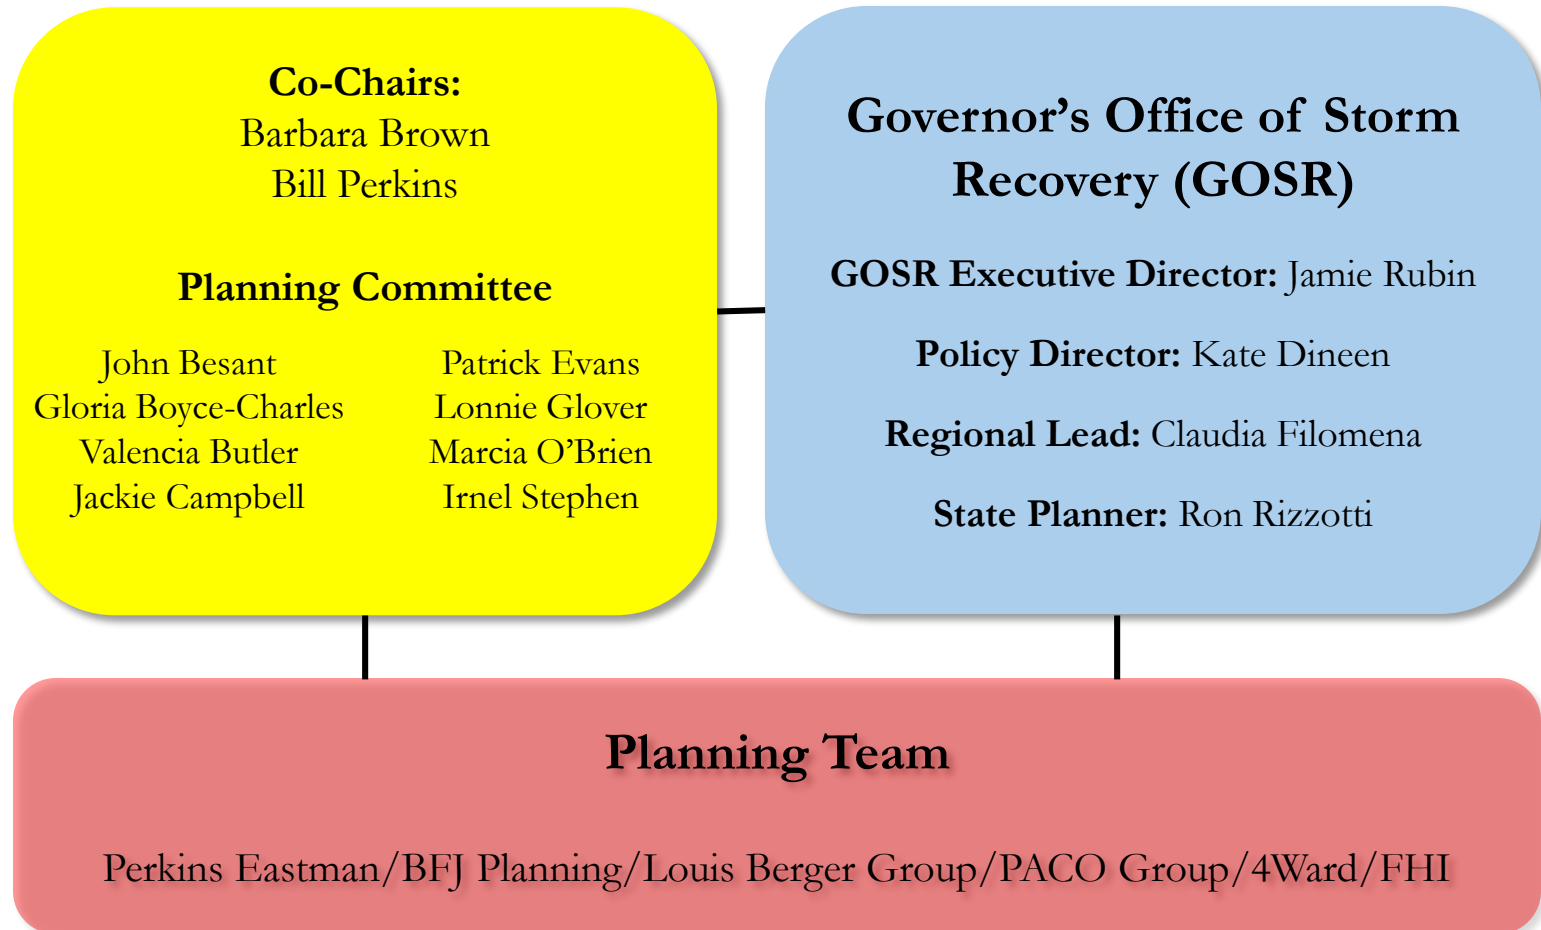 Co-Chairs:
Barbara Brown
Bill Perkins
Planning Committee
John Besant
Gloria Boyce-Charles
Valencia Butler
Jackie Campbell
Patrick Evans
Lonnie Glover
Marcia O’Brien
Irnel Stephen
Governor’s Office of Storm
Recovery (GOSR)
GOSR Executive Director: Jamie Rubin
Policy Director: Kate Dineen
Regional Lead: Claudia Filomena
State Planner: Ron Rizzotti
Planning Team
Perkins Eastman/BFJ Planning/Louis Berger Group/PACO Group/4Ward/FHI